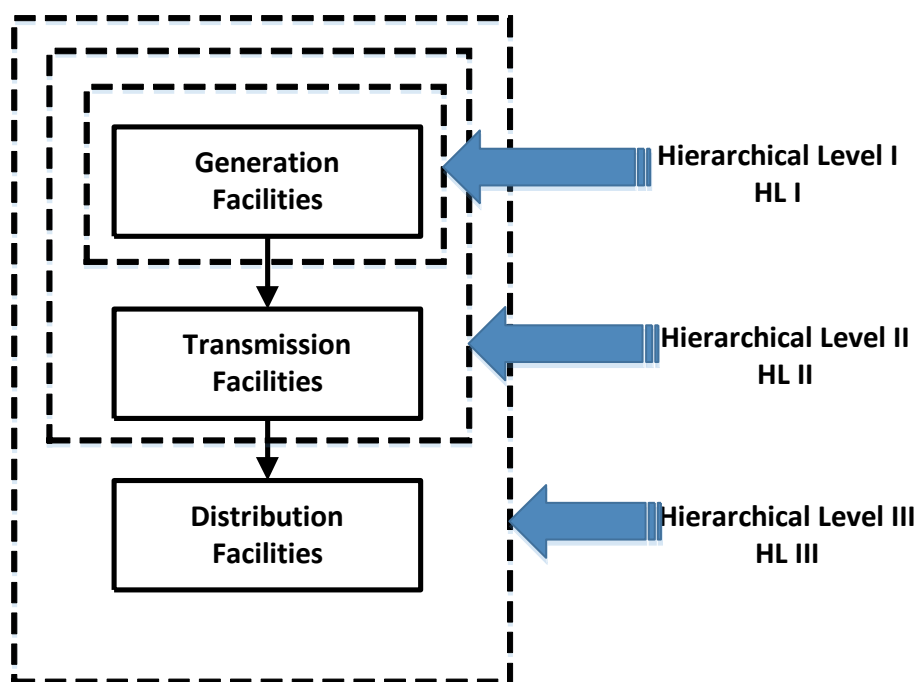 Generation
Facilities
Hierarchical Level I
HL I
Transmission
Facilities
Hierarchical Level II
HL II
Distribution
Facilities
Hierarchical Level III
HL III